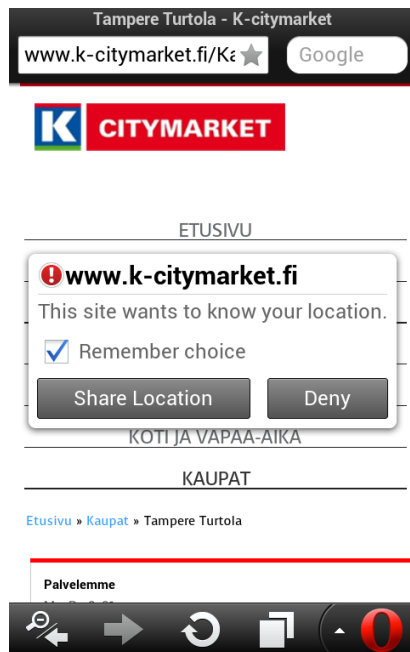 Tampere Turtola - K-citymarket
www.k-citymarket.fi/Ka
Google
K CITYMARKET
ETUSIVU
www.k-citymarket.fi
This site wants to know your location.
Remember choice
Share Location
Deny
KOTI JA VAPAA-AIKA
KAUPAT
Etusivu » Kaupat » Tampere Turtola
Palvelemme